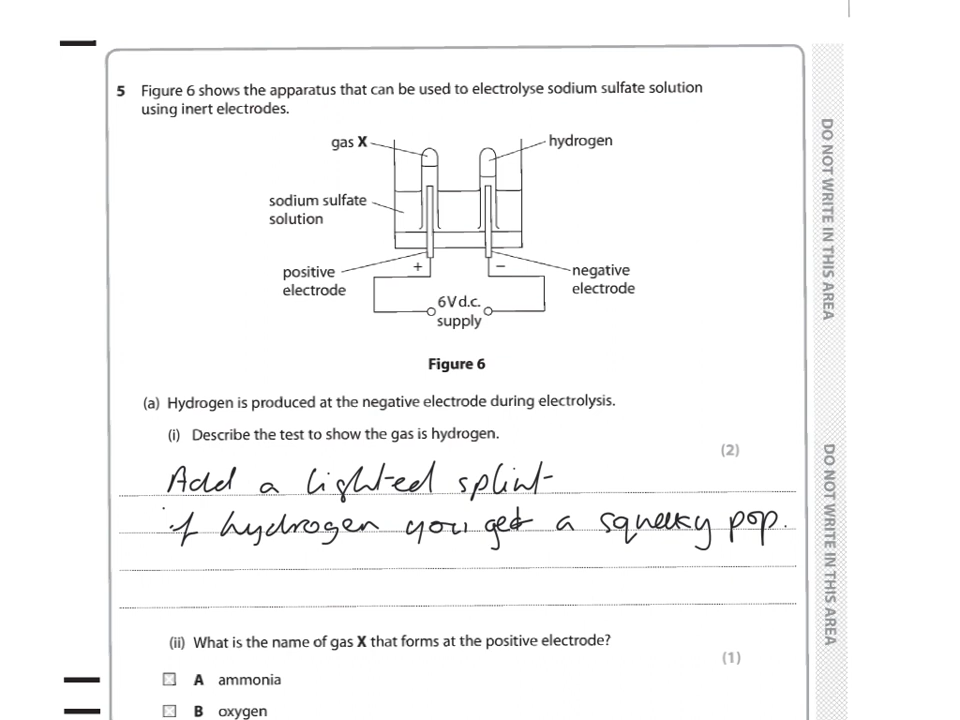 5 Figure 6 shows the apparatus that can be used to electrolyse sodium sulfate solution
using inert electrodes.
gas X
hydrogen
sodium sulfate
solution
positive
electrode
+
−
negative
electrode
6V d.c.
supply
Figure 6
(a) Hydrogen is produced at the negative electrode during electrolysis.
(i) Describe the test to show the gas is hydrogen.
(2)
Add a lighted splint
if hydrogen you get a squeeky pop.
(ii) What is the name of gas X that forms at the positive electrode?
(1)
A ammonia
B oxygen
DO NOT WRITE IN THIS AREA
DO NOT WRITE IN THIS AREA